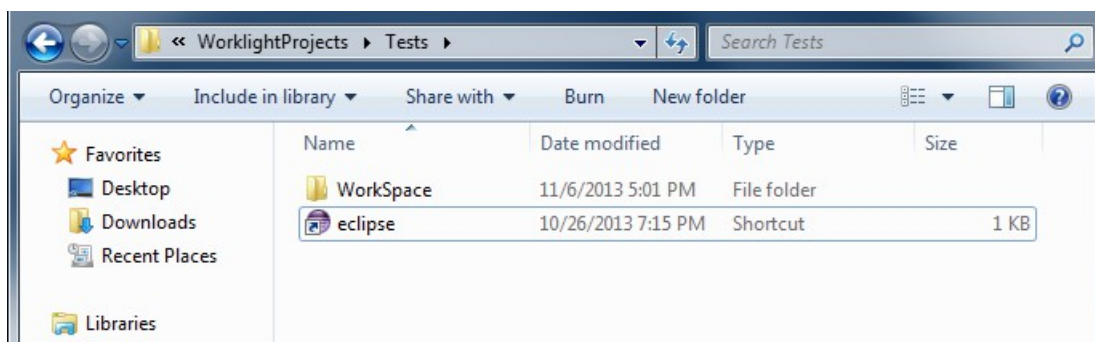 « WorklightProjects ▸ Tests ▸ Search Tests
Organize ▾ Include in library ▾ Share with ▾ Burn New folder
Name Date modified Type Size
Favorites
Desktop
Downloads
Recent Places
Libraries
WorkSpace 11/6/2013 5:01 PM File folder
eclipse 10/26/2013 7:15 PM Shortcut 1 KB